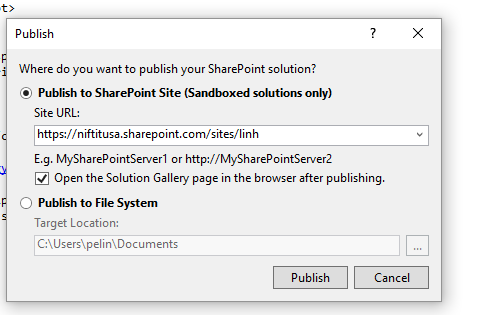 ot>
Publish
?
Where do you want to publish your SharePoint solution?
Publish to SharePoint Site (Sandboxed solutions only)
Site URL:
https://niftitusa.sharepoint.com/sites/linh
E.g. MySharePointServer1 or http://MySharePointServer2
Open the Solution Gallery page in the browser after publishing.
Publish to File System
Target Location:
C:\Users\pelin\Documents
...
Publish
Cancel